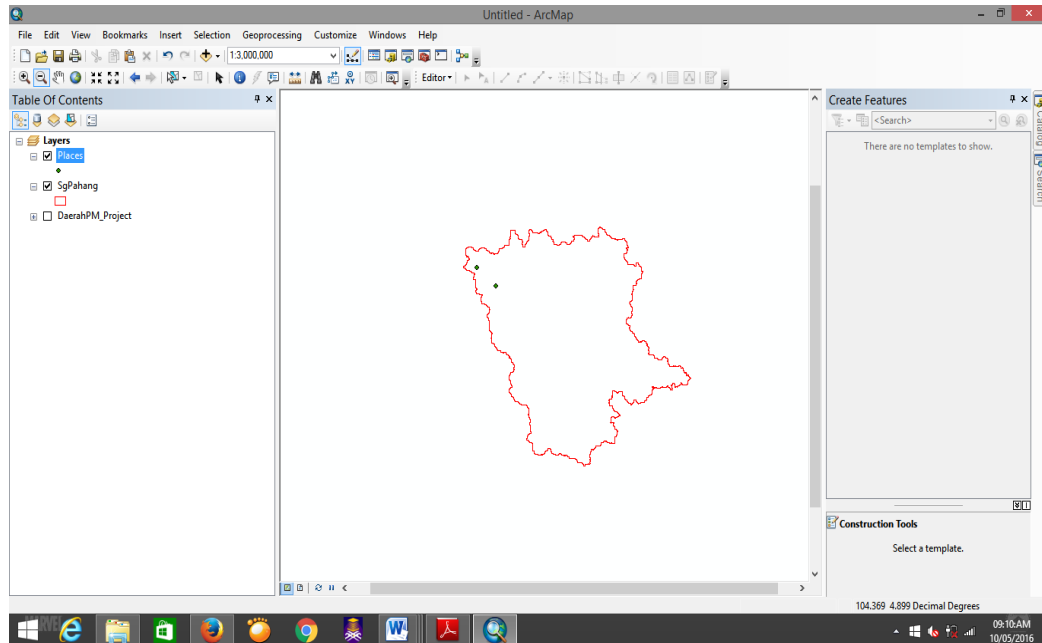 Untitled - ArcMap
File Edit View Bookmarks Insert Selection Geoprocessing Customize Windows Help
1:3,000,000
Editor
Table Of Contents
Layers
Places
SgPahang
DaerahPM_Project
Create Features
<Search>
There are no templates to show.
Construction Tools
Select a template.
Catalog
Search
104.369 4.899 Decimal Degrees
09:10 AM
10/05/2016